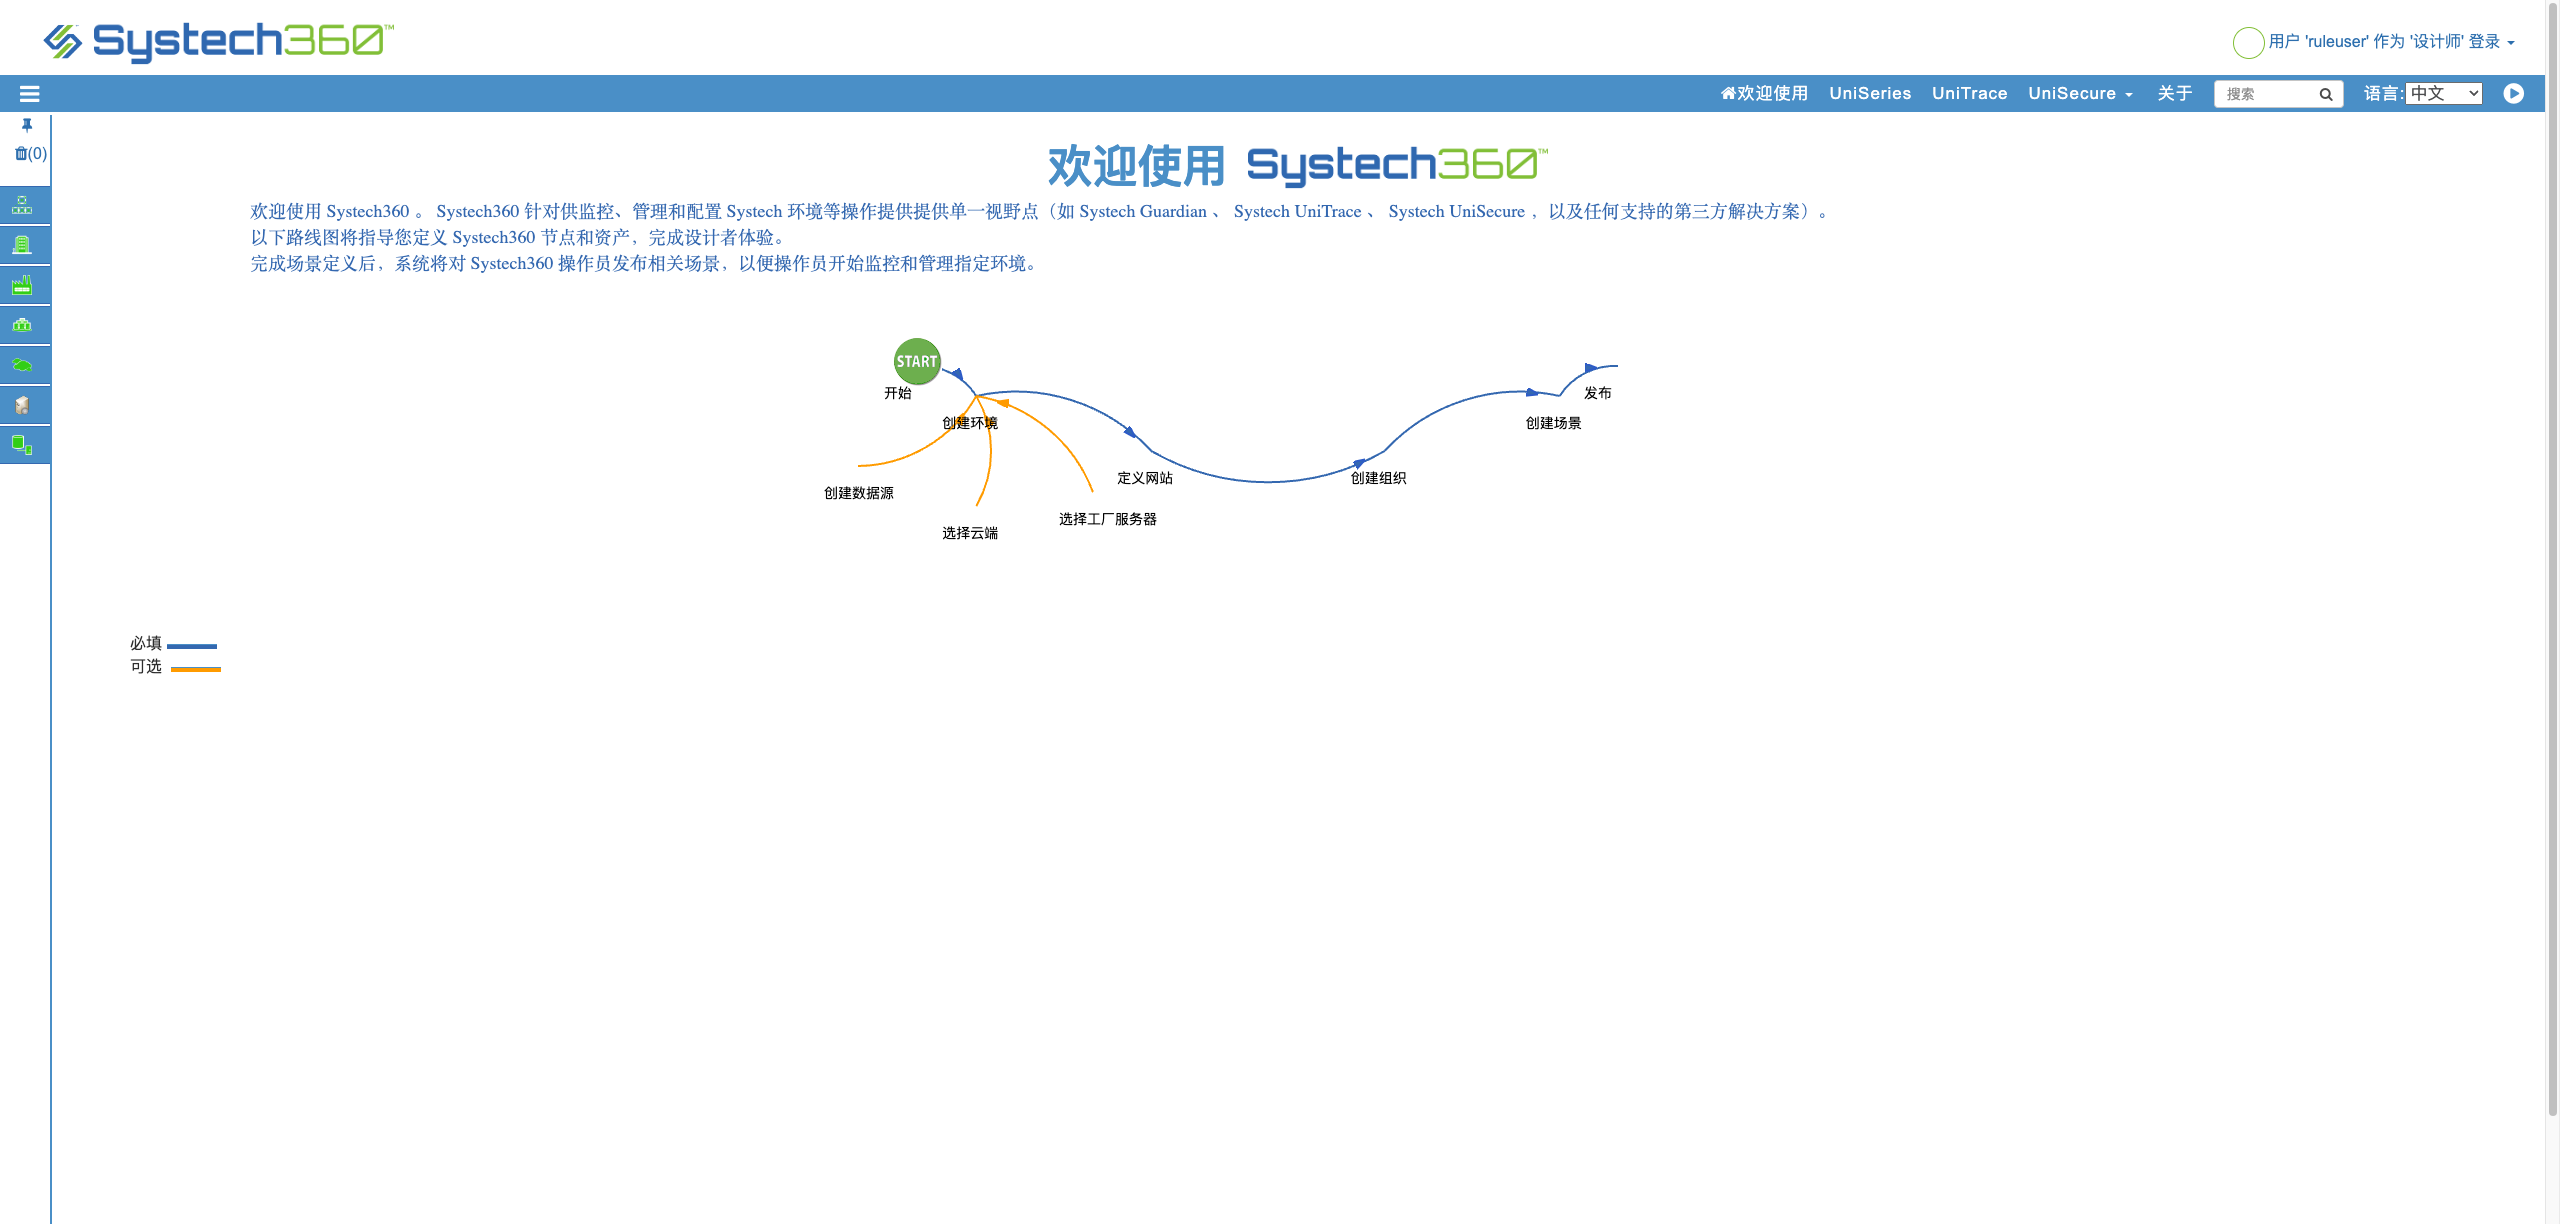 Systech360™
用户 'ruleuser' 作为 '设计师' 登录
欢迎使用 UniSeries UniTrace UniSecure 关于 搜索 语言: 中文
(0)
欢迎使用 Systech360™
欢迎使用 Systech360 。 Systech360 针对供监控、管理和配置 Systech 环境等操作提供提供单一视野点（如 Systech Guardian 、 Systech UniTrace 、 Systech UniSecure ，以及任何支持的第三方解决方案）。
以下路线图将指导您定义 Systech360 节点和资产，完成设计者体验。
完成场景定义后，系统将对 Systech360 操作员发布相关场景，以便操作员开始监控和管理指定环境。
START
开始
发布
创建环境
创建场景
定义网站
创建组织
创建数据源
选择工厂服务器
选择云端
必填
可选